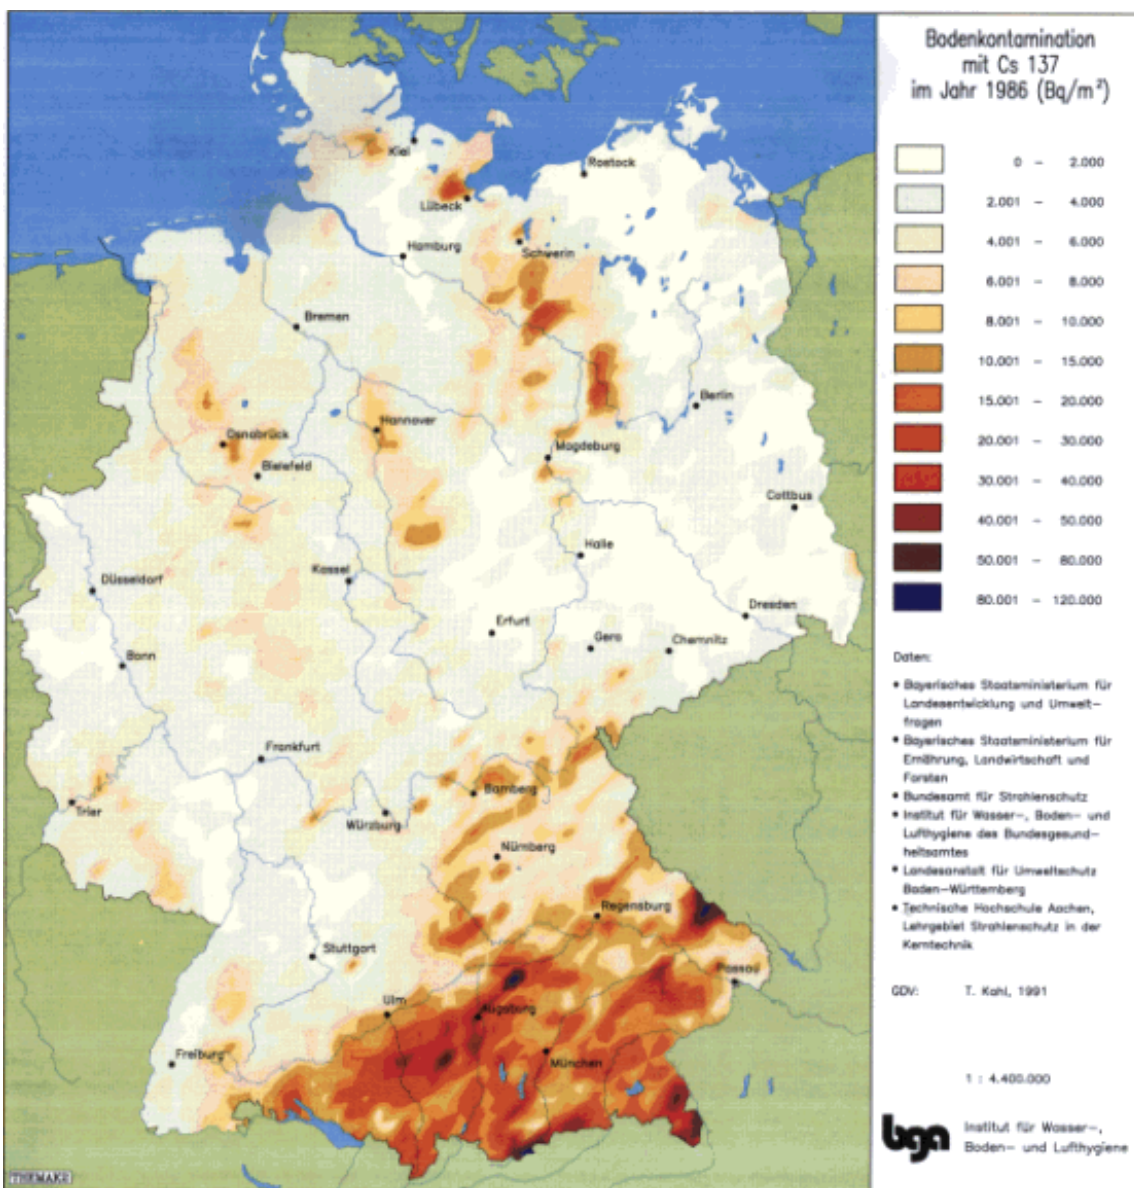 Bodenkontamination
mit Cs 137
im Jahr 1986 (Bq/m²)
0 – 2.000
2.001 – 4.000
4.001 – 6.000
6.001 – 8.000
8.001 – 10.000
10.001 – 15.000
15.001 – 20.000
20.001 – 30.000
30.001 – 40.000
40.001 – 50.000
50.001 – 80.000
80.001 – 120.000
Daten:
• Bayerisches Staatsministerium für
Landesentwicklung und Umwelt–
fragen
• Bayerisches Staatsministerium für
Ernährung, Landwirtschaft und
Forsten
• Bundesamt für Strahlenschutz
• Institut für Wasser–, Boden– und
Lufthygiene des Bundesgesund–
heitsamtes
• Landesanstalt für Umweltschutz
Baden–Württemberg
• Technische Hochschule Aachen,
Lehrgebiet Strahlenschutz in der
Kerntechnik
GDV: T. Kahl, 1991
1 : 4.400.000
bga
Institut für Wasser–,
Boden– und Lufthygiene
Kiel
Rostock
Lübeck
Hamburg
Schwerin
Bremen
Berlin
Hannover
Osnabrück
Magdeburg
Bielefeld
Cottbus
Halle
Kassel
Düsseldorf
Dresden
Erfurt
Gera
Chemnitz
Bonn
Frankfurt
Bamberg
Trier
Würzburg
Nürnberg
Regensburg
Stuttgart
Passau
Ulm
Augsburg
München
Freiburg
THEMAK2